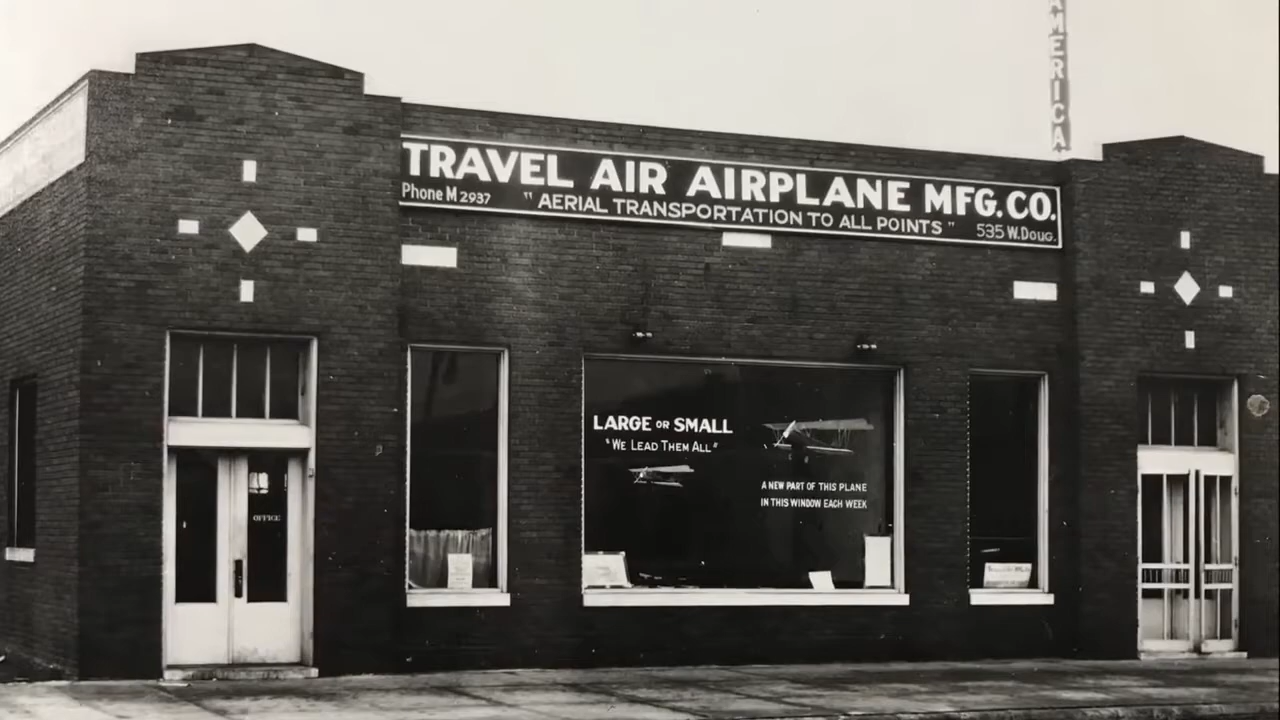 AMERICA
TRAVEL AIR AIRPLANE MFG. CO.
Phone M 2937 "AERIAL TRANSPORTATION TO ALL POINTS" 535 W. DOUG.
LARGE OR SMALL
"WE LEAD THEM ALL"
A NEW PART OF THIS PLANE
IN THIS WINDOW EACH WEEK
OFFICE